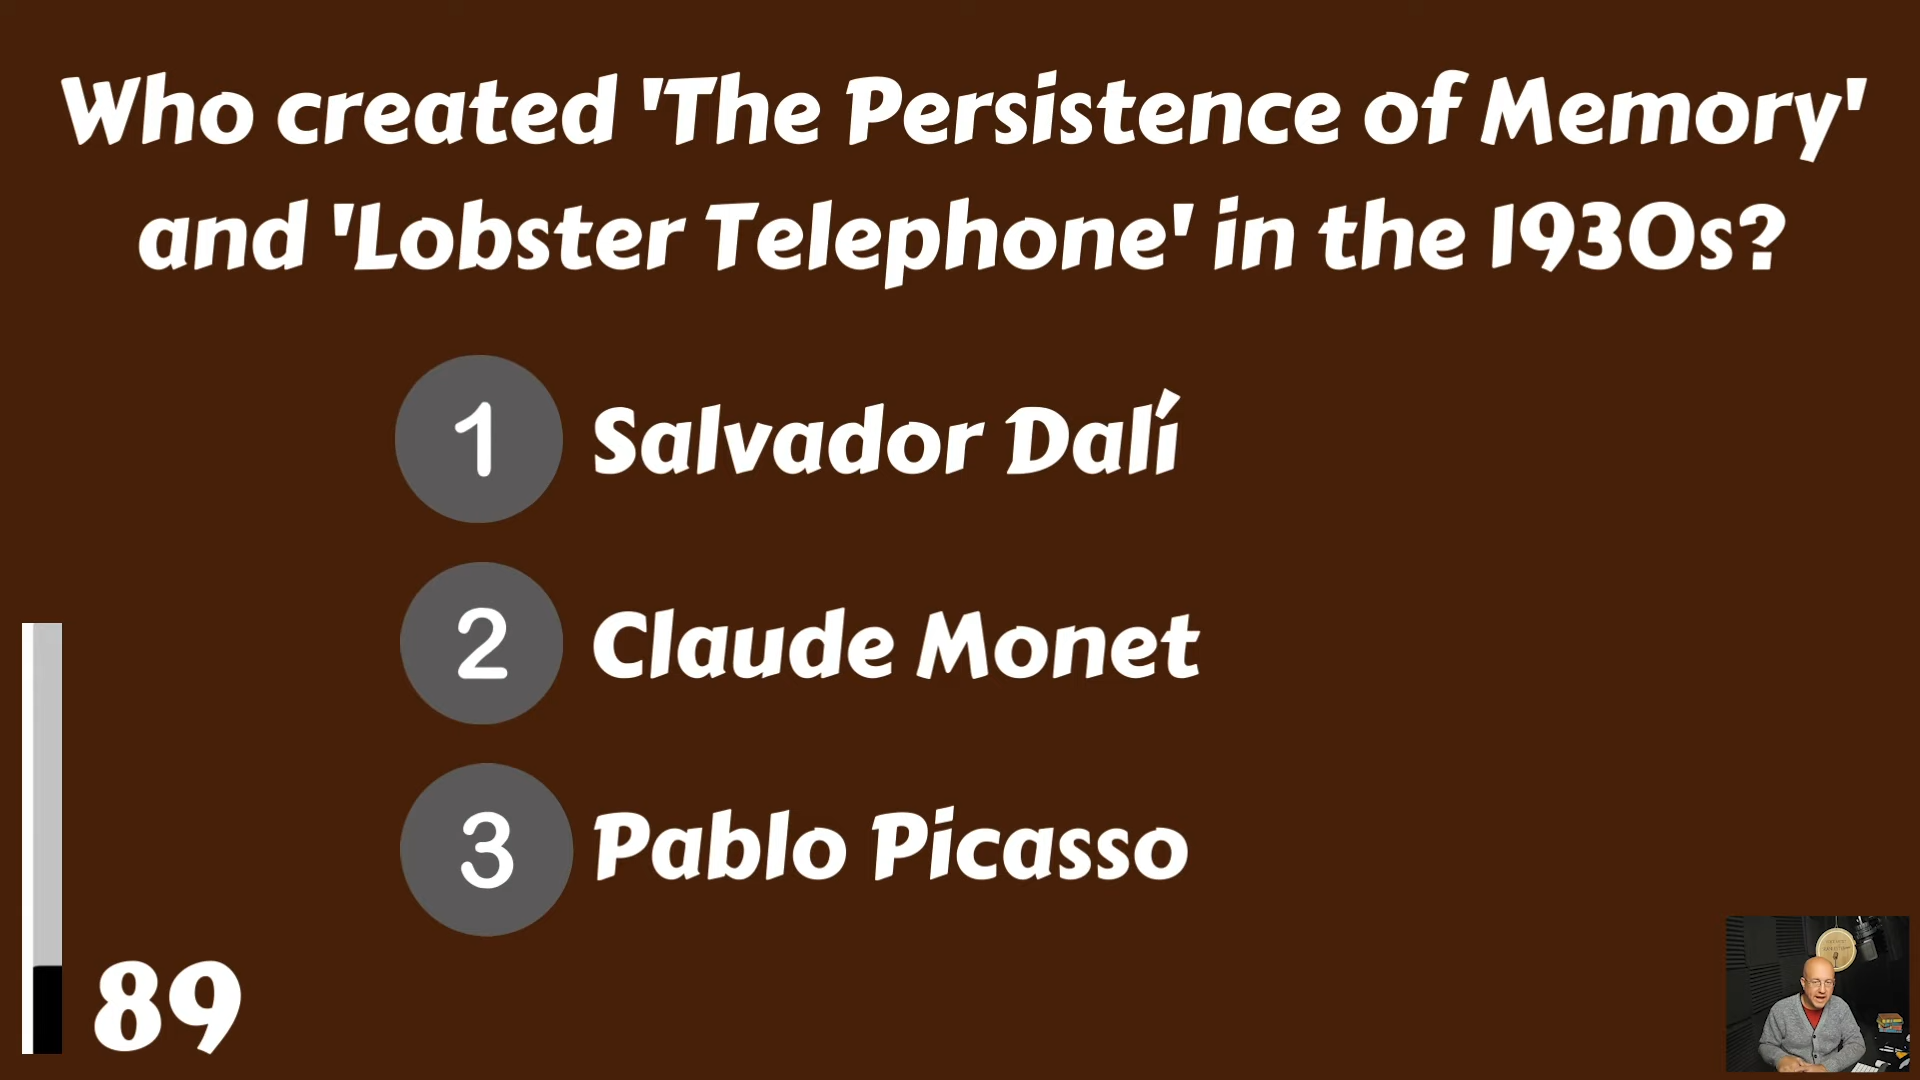 Who created 'The Persistence of Memory'
and 'Lobster Telephone' in the 1930s?
1 Salvador Dalí
2 Claude Monet
3 Pablo Picasso
89